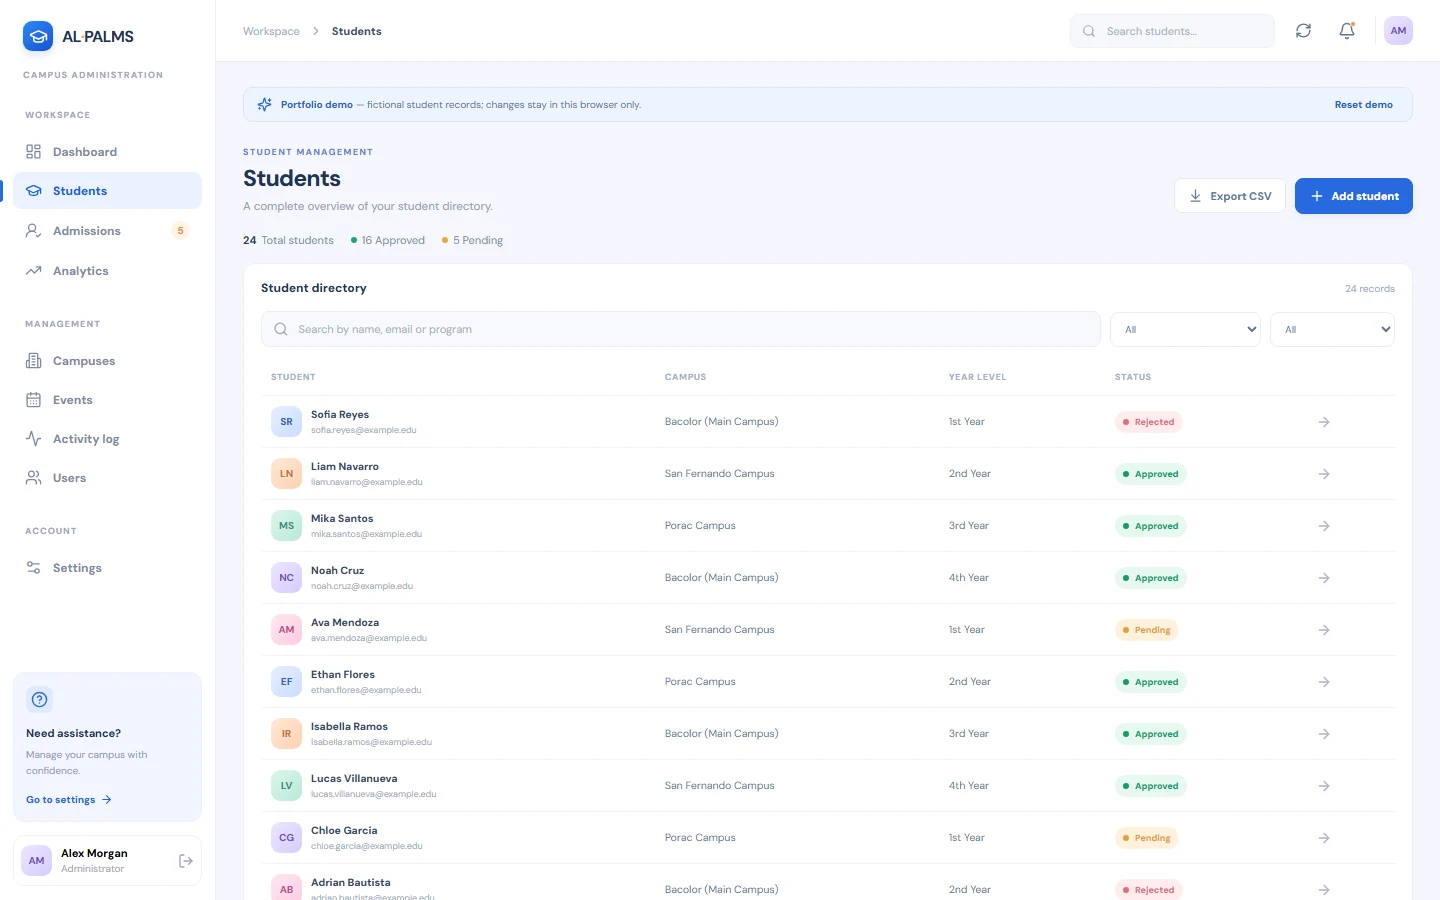 AL·PALMS
CAMPUS ADMINISTRATION
WORKSPACE
Dashboard
Students
Admissions 5
Analytics
MANAGEMENT
Campuses
Events
Activity log
Users
ACCOUNT
Settings
Need assistance?
Manage your campus with
confidence.
Go to settings
AM Alex Morgan
Administrator
Workspace Students
Search students...
AM
Portfolio demo — fictional student records; changes stay in this browser only.
Reset demo
STUDENT MANAGEMENT
Students
A complete overview of your student directory.
Export CSV
Add student
24 Total students 16 Approved 5 Pending
Student directory
24 records
Search by name, email or program
All
All
STUDENT CAMPUS YEAR LEVEL STATUS
SR Sofia Reyes Bacolor (Main Campus) 1st Year Rejected
sofia.reyes@example.edu
LN Liam Navarro San Fernando Campus 2nd Year Approved
liam.navarro@example.edu
MS Mika Santos Porac Campus 3rd Year Approved
mika.santos@example.edu
NC Noah Cruz Bacolor (Main Campus) 4th Year Approved
noah.cruz@example.edu
AM Ava Mendoza San Fernando Campus 1st Year Pending
ava.mendoza@example.edu
EF Ethan Flores Porac Campus 2nd Year Approved
ethan.flores@example.edu
IR Isabella Ramos Bacolor (Main Campus) 3rd Year Approved
isabella.ramos@example.edu
LV Lucas Villanueva San Fernando Campus 4th Year Approved
lucas.villanueva@example.edu
CG Chloe Garcia Porac Campus 1st Year Pending
chloe.garcia@example.edu
AB Adrian Bautista Bacolor (Main Campus) 2nd Year Rejected
adrian.bautista@example.edu